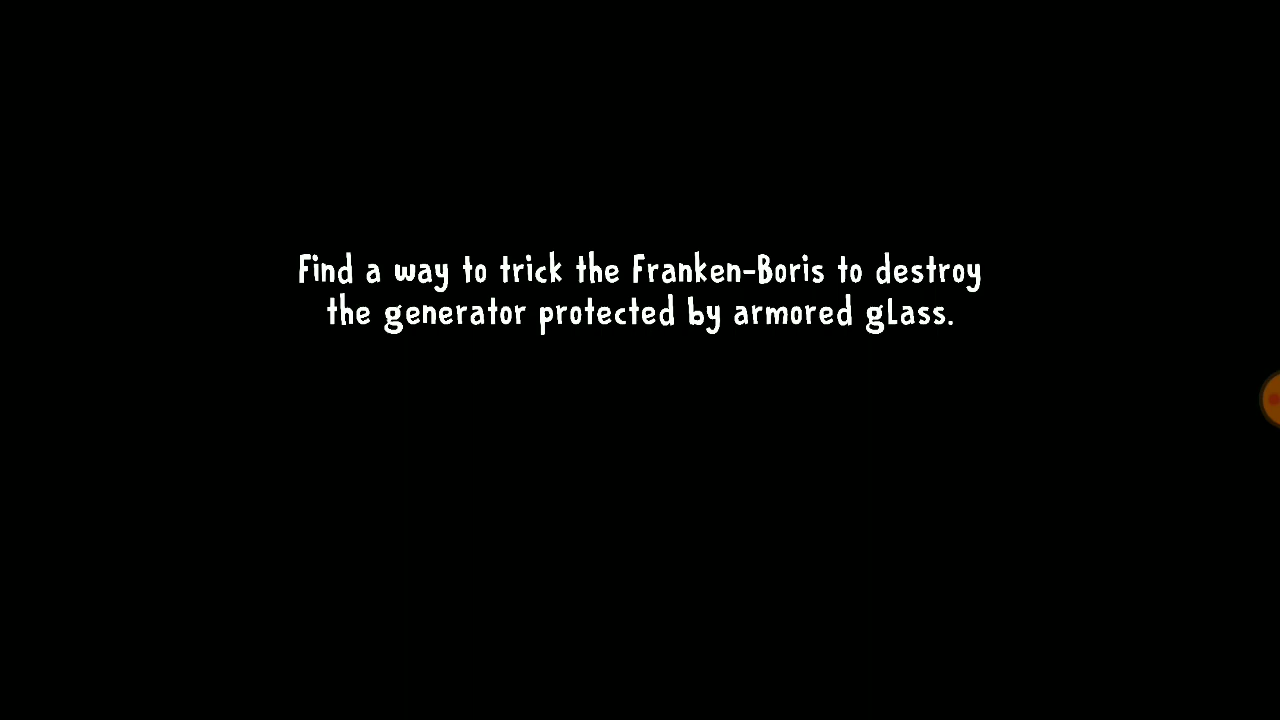 Find a way to trick the Franken-Boris to destroy
the generator protected by armored glass.